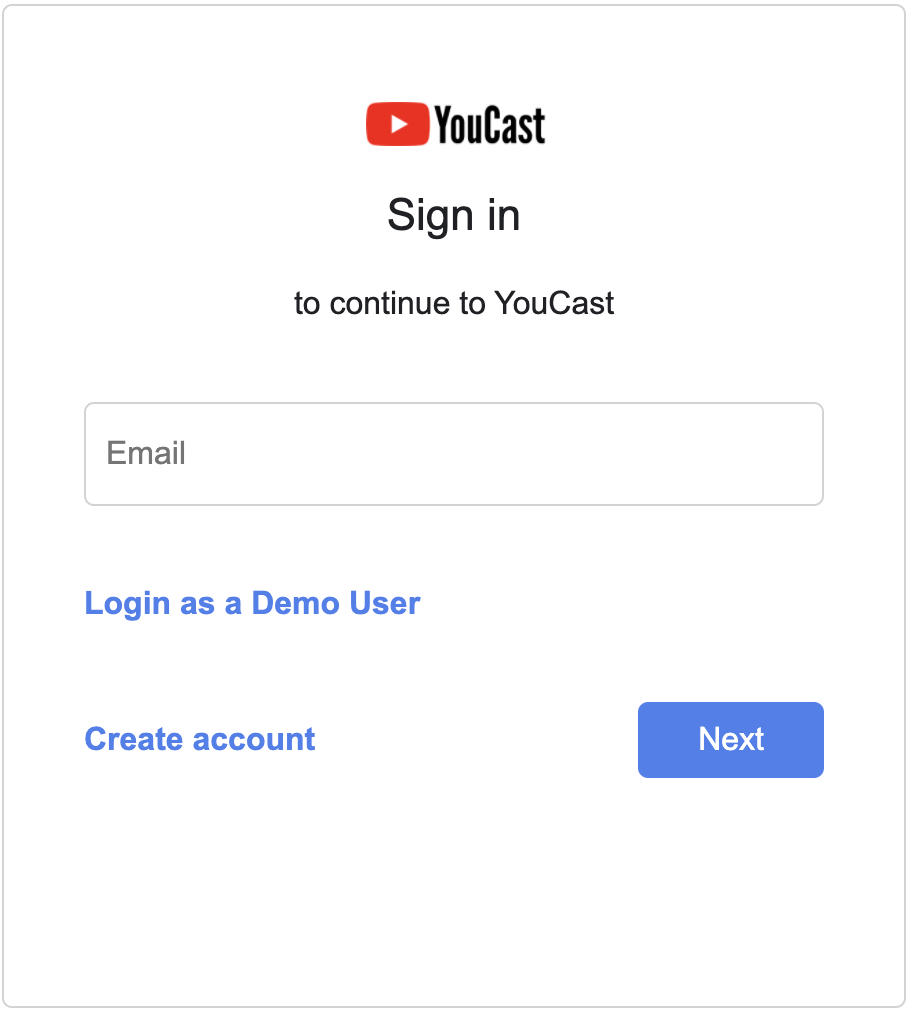 YouCast
Sign in
to continue to YouCast
Email
Login as a Demo User
Create account
Next